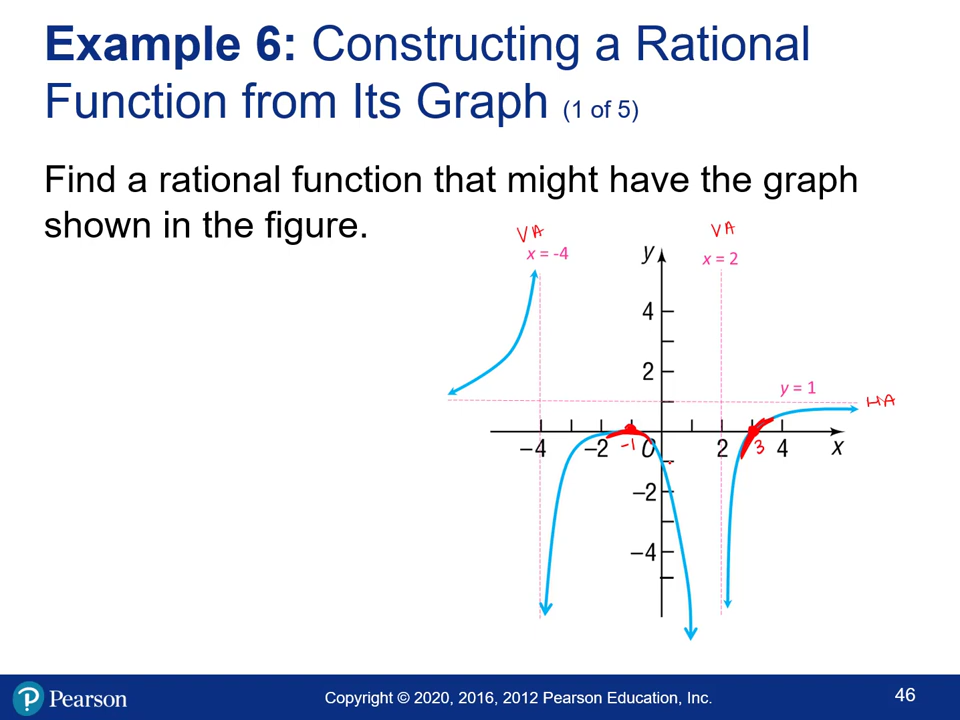 Example 6: Constructing a Rational
Function from Its Graph (1 of 5)
Find a rational function that might have the graph
shown in the figure.
VA
VA
x = -4
y
x = 2
4
2
y = 1
HA
−4
−2
−1
0
2
3
4
x
−2
−4
Pearson
Copyright © 2020, 2016, 2012 Pearson Education, Inc.
46